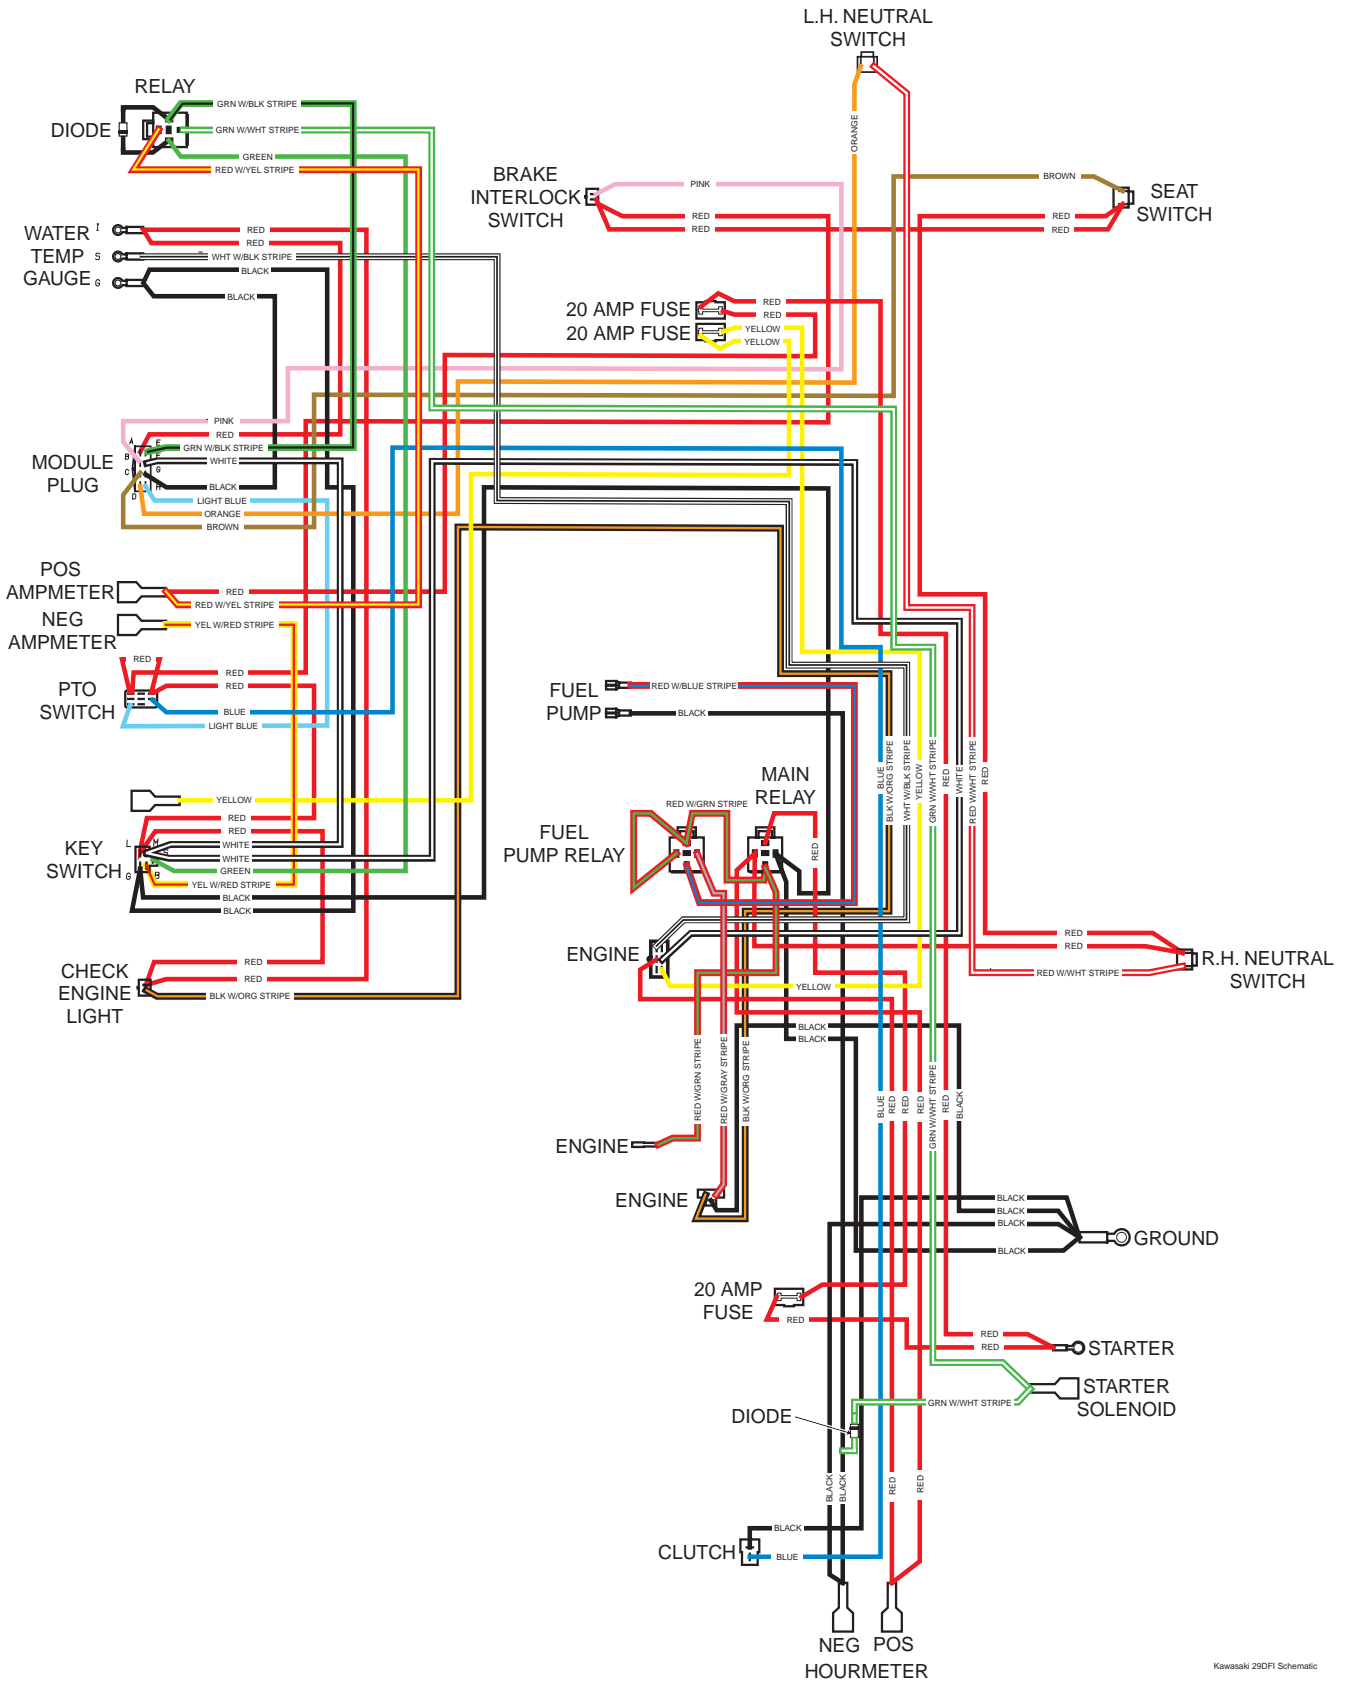 L.H. NEUTRAL
SWITCH
RELAY
GRN W/BLK STRIPE
DIODE
GRN W/WHT STRIPE
GREEN
RED W/YEL STRIPE
ORANGE
RED
BRAKE
INTERLOCK
SWITCH
PINK
RED
RED
BROWN
RED
RED
SEAT
SWITCH
WATER
TEMP
GAUGE
I
S
G
RED
RED
WHT W/BLK STRIPE
BLACK
BLACK
20 AMP FUSE
20 AMP FUSE
RED
RED
YELLOW
YELLOW
MODULE
PLUG
A
B
C
D
E
F
G
H
PINK
RED
GRN W/BLK STRIPE
WHITE
BLACK
LIGHT BLUE
ORANGE
BROWN
POS
AMPMETER
RED
RED W/YEL STRIPE
NEG
AMPMETER
YEL W/RED STRIPE
RED
PTO
SWITCH
RED
RED
BLUE
LIGHT BLUE
FUEL
PUMP
RED W/BLUE STRIPE
BLACK
YELLOW
KEY
SWITCH
L
M
G
B
RED
RED
WHITE
WHITE
GREEN
YEL W/RED STRIPE
BLACK
BLACK
MAIN
RELAY
RED W/GRN STRIPE
FUEL
PUMP RELAY
RED
BLUE
BLK W/ORG STRIPE
WHT W/BLK STRIPE
YELLOW
GRN W/WHT STRIPE
RED
WHITE
RED W/WHT STRIPE
RED
CHECK
ENGINE
LIGHT
RED
RED
BLK W/ORG STRIPE
ENGINE
YELLOW
RED
RED
RED W/WHT STRIPE
R.H. NEUTRAL
SWITCH
BLACK
BLACK
RED W/GRN STRIPE
RED W/GRAY STRIPE
BLK W/ORG STRIPE
BLUE
RED
RED
RED
GRN W/WHT STRIPE
RED
BLACK
ENGINE
ENGINE
BLACK
BLACK
BLACK
BLACK
GROUND
20 AMP
FUSE
RED
RED
RED
STARTER
STARTER
SOLENOID
GRN W/WHT STRIPE
DIODE
BLACK
BLACK
RED
RED
CLUTCH
BLACK
BLUE
NEG
POS
HOURMETER
Kawasaki 29DFI Schematic